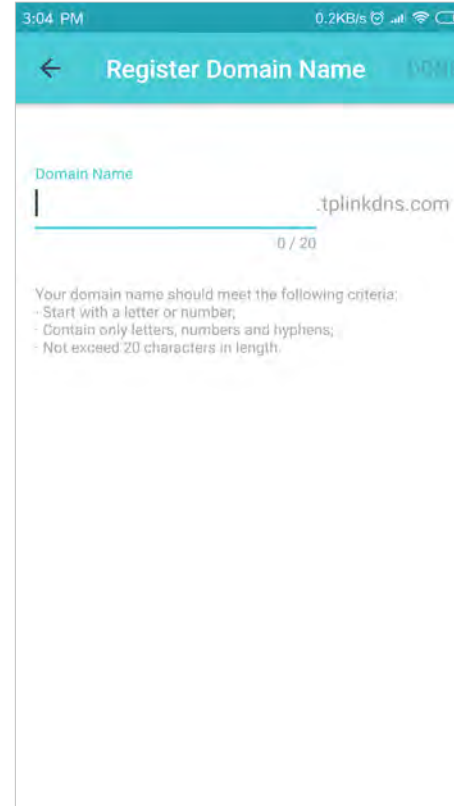 3:04 PM 0.2KB/s
Register Domain Name
Domain Name
.tplinkdns.com
0 / 20
Your domain name should meet the following criteria:
- Start with a letter or number;
- Contain only letters, numbers and hyphens;
- Not exceed 20 characters in length.